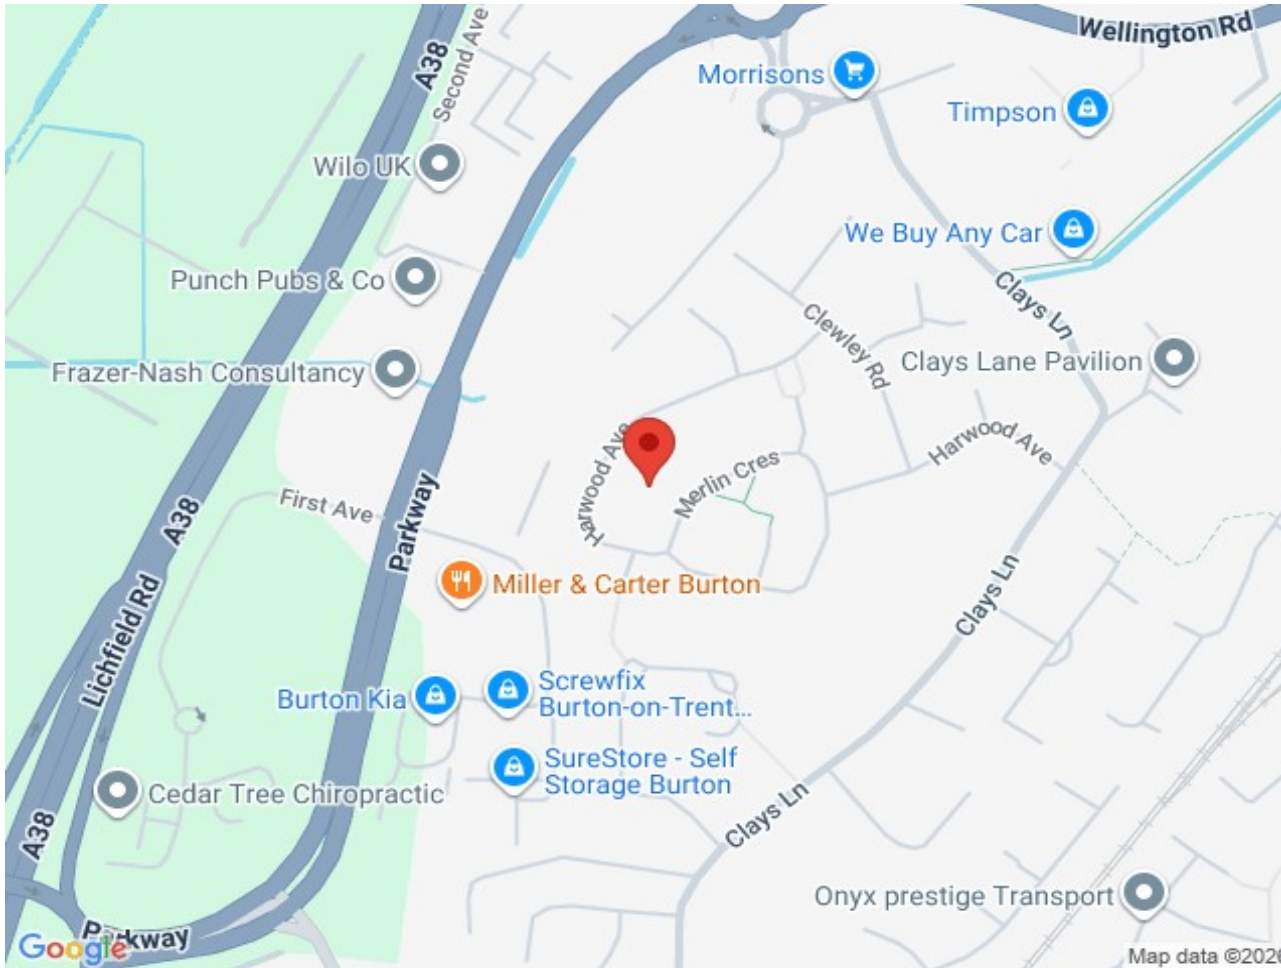 Wellington Rd
A38
Second Ave
Morrisons
Timpson
Wilo UK
We Buy Any Car
Punch Pubs & Co
Clays Ln
Clewley Rd
Clays Lane Pavilion
Frazer-Nash Consultancy
Harwood Ave
Harwood Ave
Merlin Cres
First Ave
A38
Parkway
Miller & Carter Burton
Clays Ln
Lichfield Rd
Burton Kia
Screwfix
Burton-on-Trent...
SureStore - Self
Storage Burton
Cedar Tree Chiropractic
Clays Ln
A38
Onyx prestige Transport
Parkway
Google
Map data ©2026